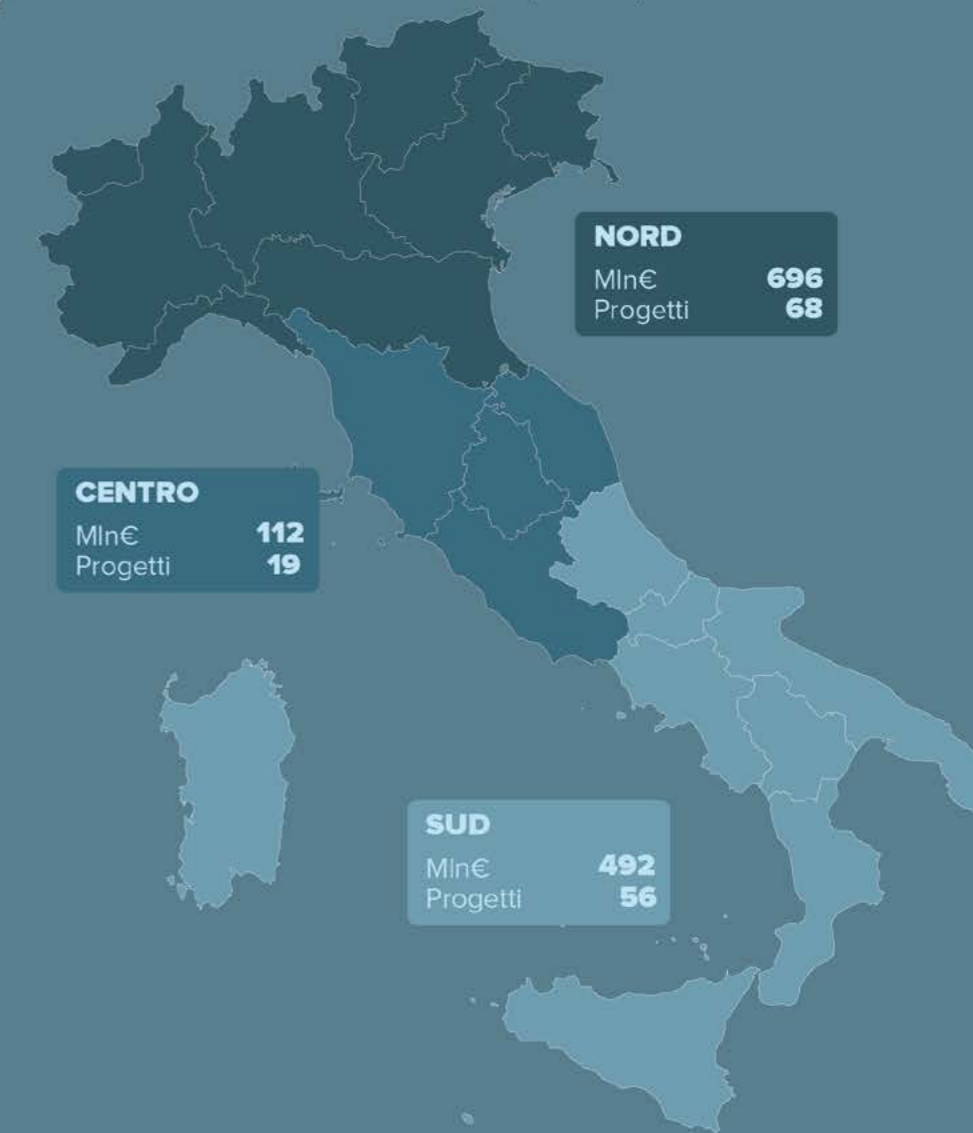 NORD
Mln€ 696
Progetti 68
CENTRO
Mln€ 112
Progetti 19
SUD
Mln€ 492
Progetti 56